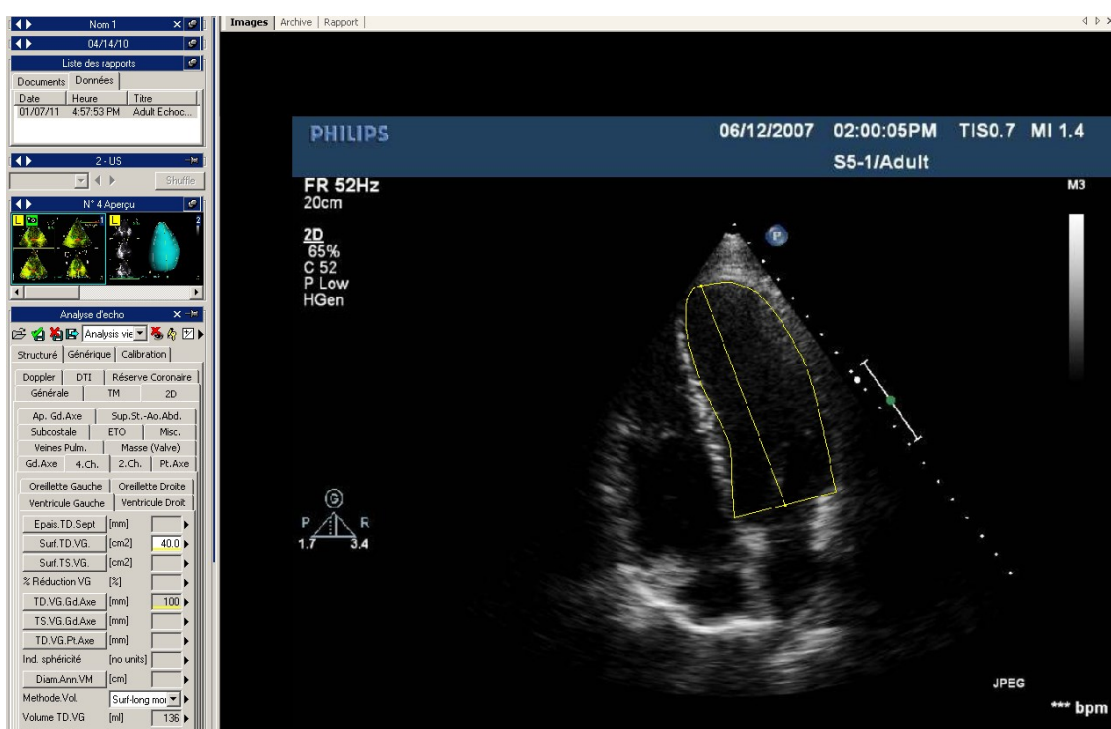 Nom 1
04/14/10
Liste des rapports
Documents Données
Date Heure Titre
01/07/11 4:57:53 PM Adult Echoc...
2 - US
Shuffle
N° 4 Aperçu
L 1 L 2
Analyse d'echo
Analysis vie
Structuré Générique Calibration
Doppler DTI Réserve Coronaire
Générale TM 2D
Ap. Gd.Axe Sup.St.-Ao.Abd.
Subcostale ETO Misc.
Veines Pulm. Masse (Valve)
Gd.Axe 4.Ch. 2.Ch. Pt.Axe
Oreillette Gauche Oreillette Droite
Ventricule Gauche Ventricule Droit
Epais.TD.Sept [mm]
Surf.TD.VG. [cm2] 40.0
Surf.TS.VG. [cm2]
% Réduction VG [%]
TD.VG.Gd.Axe [mm] 100
TS.VG.Gd.Axe [mm]
TD.VG.Pt.Axe [mm]
Ind. sphéricité [no units]
Diam.Ann.VM [cm]
Methode.Vol. Surf-long mor
Volume TD.VG [ml] 136
Images Archive Rapport
PHILIPS 06/12/2007 02:00:05PM TIS0.7 MI 1.4
S5-1/Adult
FR 52Hz
20cm
M3
2D
65%
C 52
P Low
HGen
P
G
P R
1.7 3.4
JPEG
*** bpm